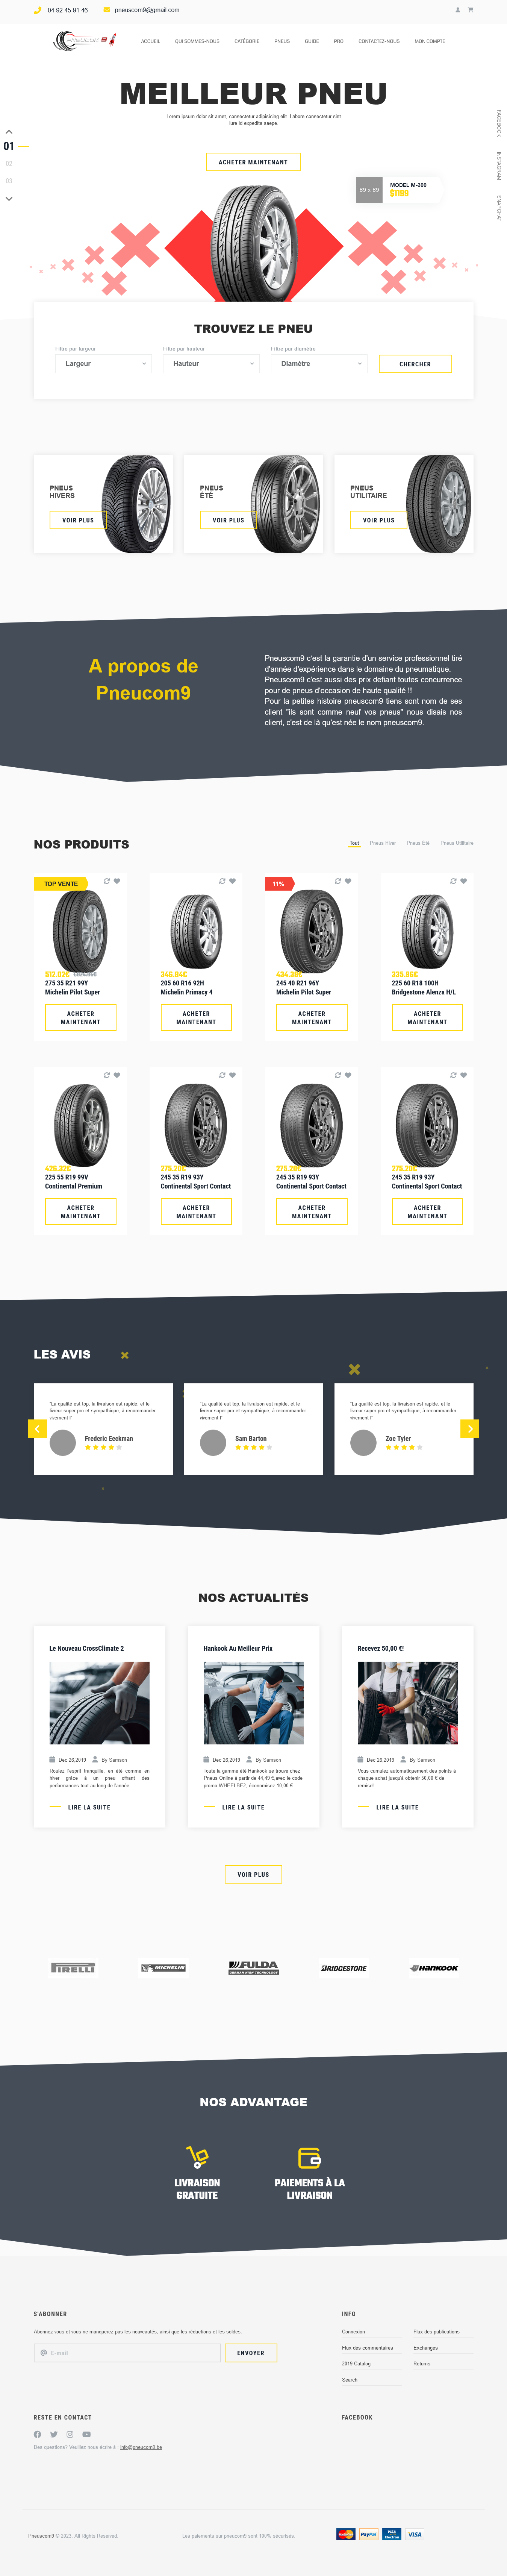 04 92 45 91 46
pneuscom9@gmail.com
PNEUCOM 9
ACCUEIL
QUI SOMMES-NOUS
CATÉGORIE
PNEUS
GUIDE
PRO
CONTACTEZ-NOUS
MON COMPTE
MEILLEUR PNEU
Lorem ipsum dolor sit amet, consectetur adipisicing elit. Labore consectetur sint
iure id expedita saepe.
ACHETER MAINTENANT
01
02
03
FACEBOOK
INSTAGRAM
SNAPCHAT
89 x 89
MODEL M-300
$1199
TROUVEZ LE PNEU
Filtre par largeur
Largeur
Filtre par hauteur
Hauteur
Filtre par diamètre
Diamétre
CHERCHER
PNEUS
HIVERS
VOIR PLUS
PNEUS
ÉTÉ
VOIR PLUS
PNEUS
UTILITAIRE
VOIR PLUS
A propos de
Pneucom9
Pneuscom9 c'est la garantie d'un service professionnel tiré
d'année d'expérience dans le domaine du pneumatique.
Pneuscom9 c'est aussi des prix defiant toutes concurrence
pour de pneus d'occasion de haute qualité !!
Pour la petites histoire pneuscom9 tiens sont nom de ses
client "ils sont comme neuf vos pneus" nous disais nos
client, c'est de là qu'est née le nom pneuscom9.
NOS PRODUITS
Tout
Pneus Hiver
Pneus Été
Pneus Utilitaire
TOP VENTE
512.82€
275 35 R21 99Y
Michelin Pilot Super
ACHETER
MAINTENANT
348.84€
205 60 R16 92H
Michelin Primacy 4
ACHETER
MAINTENANT
11%
434.36€
245 40 R21 96Y
Michelin Pilot Super
ACHETER
MAINTENANT
335.86€
225 60 R18 100H
Bridgestone Alenza H/L
ACHETER
MAINTENANT
426.32€
225 55 R19 99V
Continental Premium
ACHETER
MAINTENANT
275.20€
245 35 R19 93Y
Continental Sport Contact
ACHETER
MAINTENANT
275.20€
245 35 R19 93Y
Continental Sport Contact
ACHETER
MAINTENANT
275.20€
245 35 R19 93Y
Continental Sport Contact
ACHETER
MAINTENANT
LES AVIS
"La qualité est top, la livraison est rapide, et le
livreur super pro et sympathique, à recommander
vivement !"
Frederic Eeckman
"La qualité est top, la livraison est rapide, et le
livreur super pro et sympathique, à recommander
vivement !"
Sam Barton
"La qualité est top, la livraison est rapide, et le
livreur super pro et sympathique, à recommander
vivement !"
Zoe Tyler
NOS ACTUALITÉS
Le Nouveau CrossClimate 2
Dec 26,2019
By Samson
Roulez l'esprit tranquille, en été comme en
hiver grâce à un pneu offrant des
performances tout au long de l'année.
LIRE LA SUITE
Hankook Au Meilleur Prix
Dec 26,2019
By Samson
Toute la gamme été Hankook se trouve chez
Pneus Online à partir de 44,49 €,avec le code
promo WHEELBE2, économisez 10,00 €
LIRE LA SUITE
Recevez 50,00 €!
Dec 26,2019
By Samson
Vous cumulez automatiquement des points à
chaque achat jusqu'à obtenir 50,00 € de
remise!
LIRE LA SUITE
VOIR PLUS
PIRELLI
MICHELIN
FULDA
BRIDGESTONE
HANKOOK
NOS ADVANTAGE
LIVRAISON
GRATUITE
PAIEMENTS À LA
LIVRAISON
S'ABONNER
Abonnez-vous et vous ne manquerez pas les nouveautés, ainsi que les réductions et les soldes.
E-mail
ENVOYER
INFO
Connexion
Flux des publications
Flux des commentaires
Exchanges
2019 Catalog
Returns
Search
RESTE EN CONTACT
Des questions? Veuillez nous écrire à : info@pneucom9.be
FACEBOOK
Pneuscom9 © 2021. All Rights Reserved
Les paiements sur pneucom9 sont 100% sécurisés.
MasterCard
PayPal
VISA
Electron
VISA